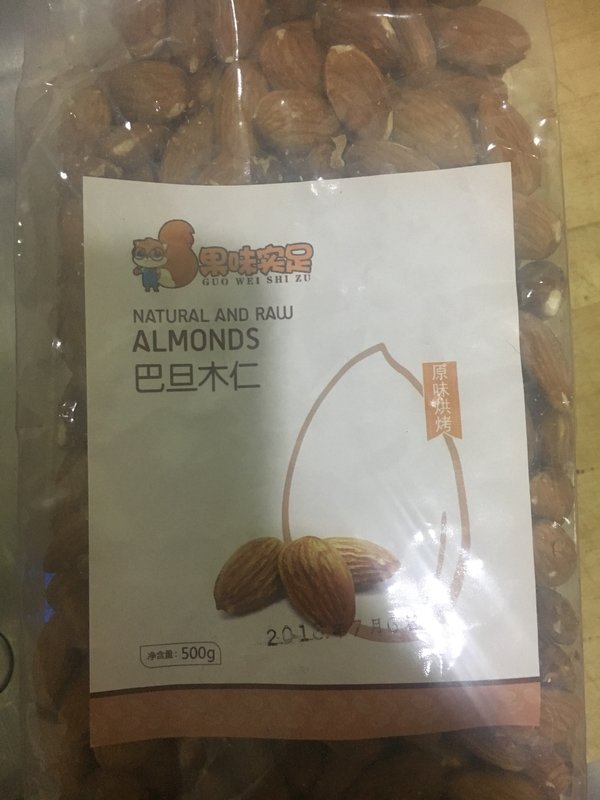 果味实足
GUO WEI SHI ZU
NATURAL AND RAW
ALMONDS
巴旦木仁
原味烘烤
净含量: 500g